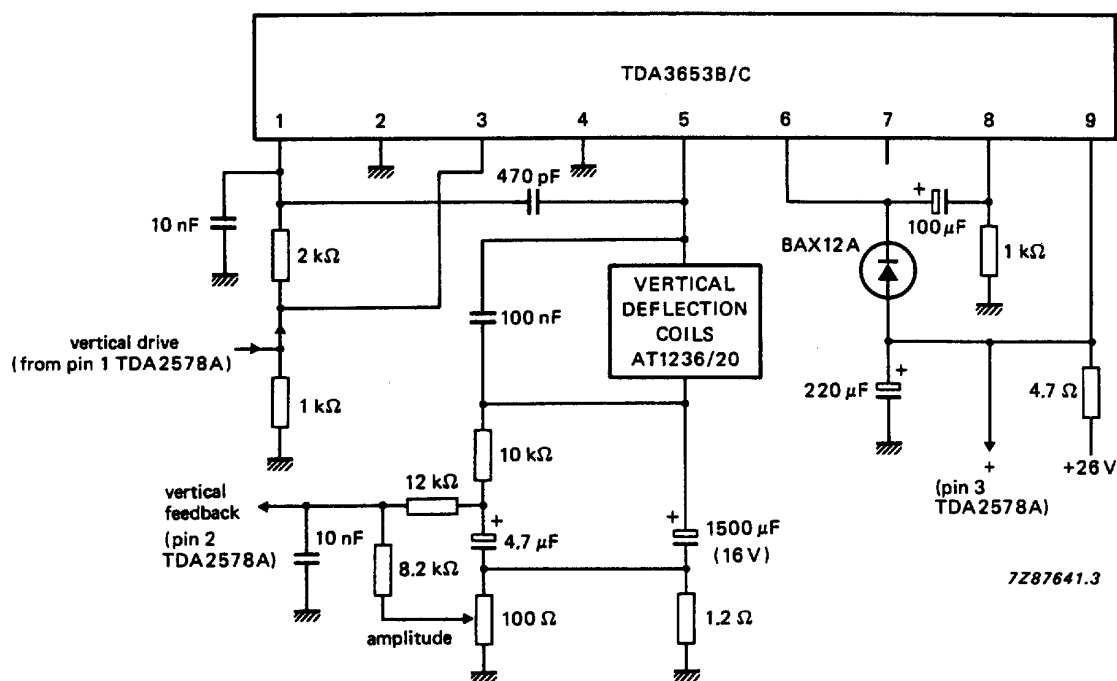 TDA3653B/C
1 2 3 4 5 6 7 8 9
470 pF
+
100 µF
10 nF
2 kΩ
BAX12A
1 kΩ
VERTICAL
DEFLECTION
COILS
AT1236/20
100 nF
vertical drive
(from pin 1 TDA2578A)
+
220 µF
4.7 Ω
1 kΩ
10 kΩ
+
(pin 3
TDA2578A)
+26 V
12 kΩ
vertical
feedback
(pin 2
TDA2578A)
10 nF
+
4.7 µF
+
1500 µF
(16 V)
8.2 kΩ
7Z87641.3
100 Ω
1.2 Ω
amplitude